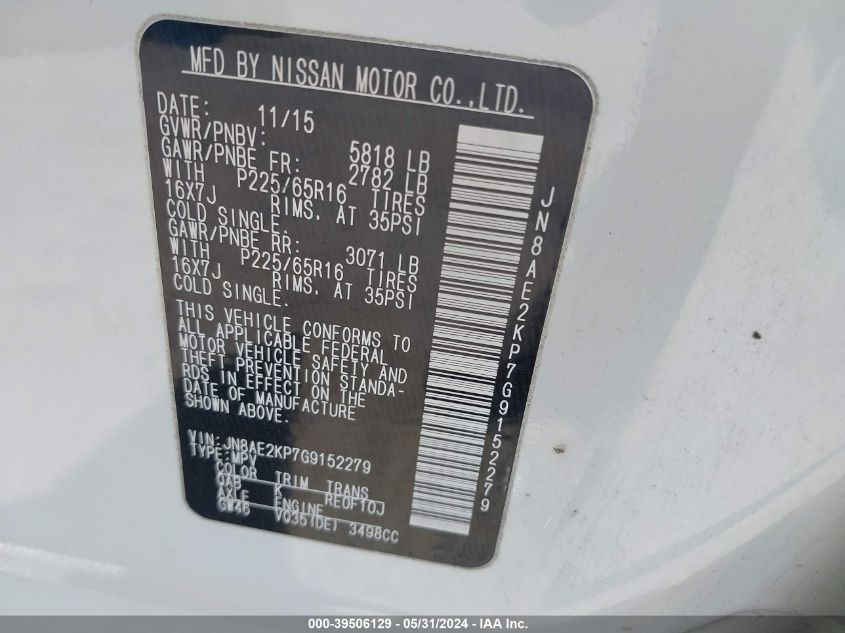 MFD BY NISSAN MOTOR CO.,LTD.
DATE: 11/15
GVWR/PNBV: 5818 LB
GAWR/PNBE FR: 2782 LB
WITH P225/65R16 TIRES
16X7J RIMS, AT 35PSI
COLD SINGLE.
GAWR/PNBE RR: 3071 LB
WITH P225/65R16 TIRES
16X7J RIMS, AT 35PSI
COLD SINGLE.
THIS VEHICLE CONFORMS TO
ALL APPLICABLE FEDERAL
MOTOR VEHICLE SAFETY AND
THEFT PREVENTION STANDA-
RDS IN EFFECT ON THE
DATE OF MANUFACTURE
SHOWN ABOVE.
VIN: JN8AE2KP7G9152279
TYPE: MPV
COLOR TRIM TRANS
QAB K RE0F10J
AXLE ENGINE
GW46 VQ35(DE) 3498CC
JN8AE2KP7G9152279
000-39506129 - 05/31/2024 - IAA Inc.